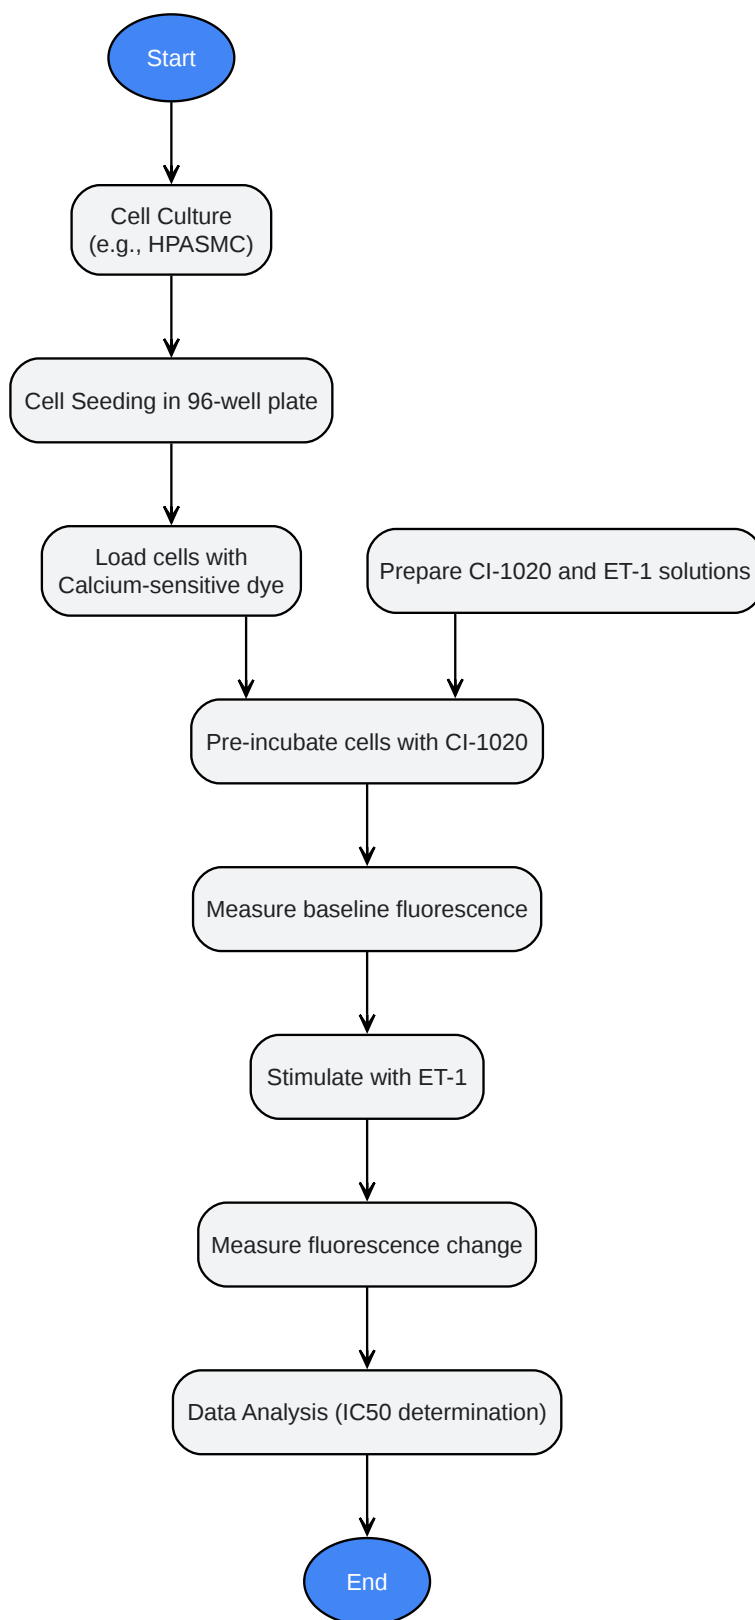 Start
Cell Culture
(e.g., HPASMC)
Cell Seeding in 96-well plate
Load cells with
Calcium-sensitive dye
Prepare CI-1020 and ET-1 solutions
Pre-incubate cells with CI-1020
Measure baseline fluorescence
Stimulate with ET-1
Measure fluorescence change
Data Analysis (IC50 determination)
End